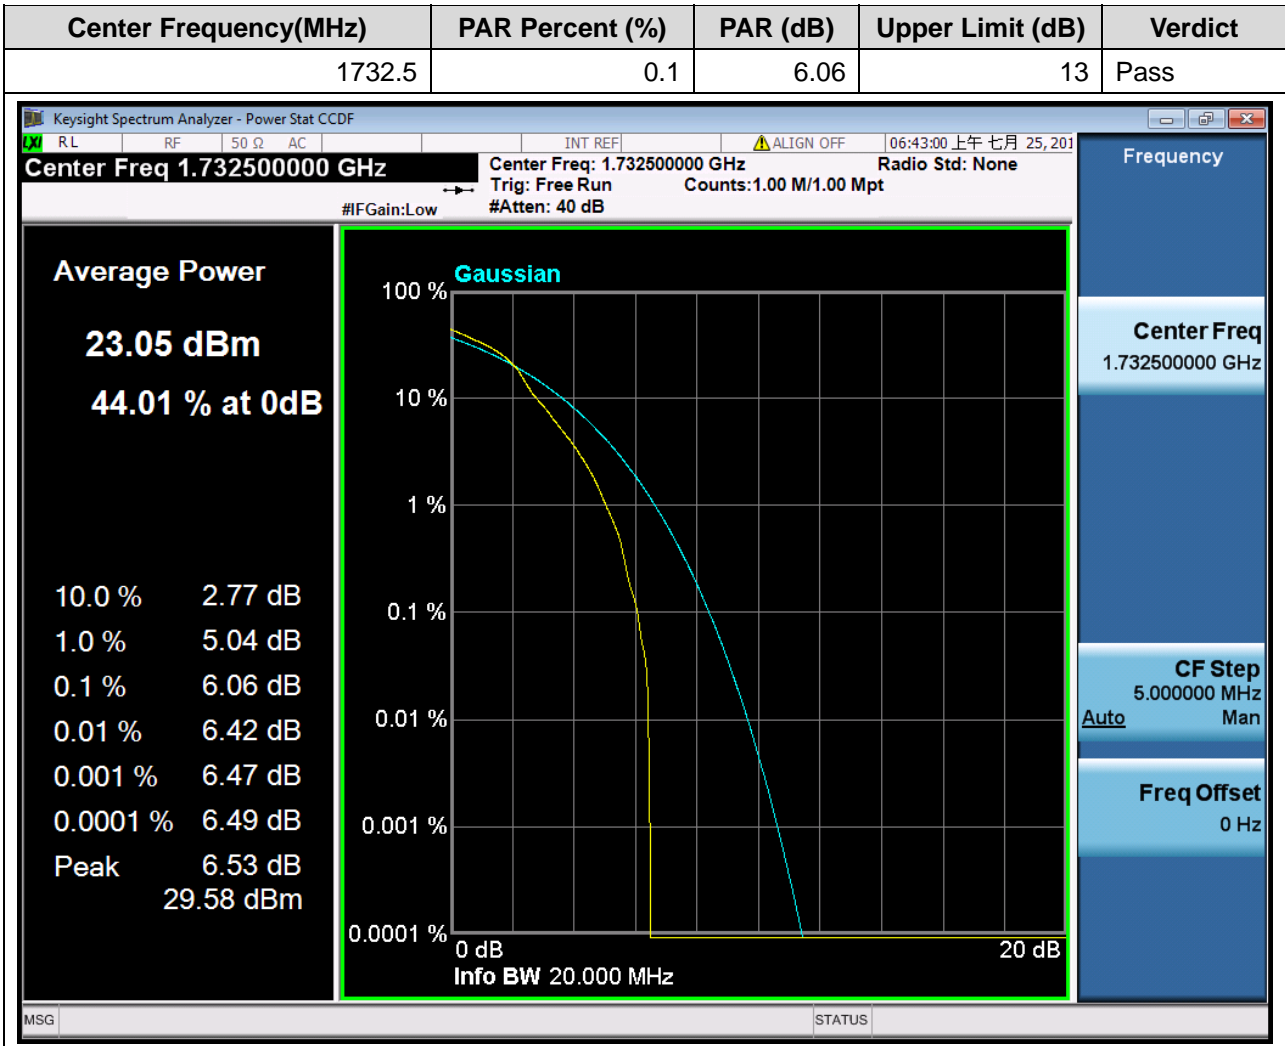 Center Frequency(MHz) PAR Percent (%) PAR (dB) Upper Limit (dB) Verdict
1732.5 0.1 6.06 13 Pass
Keysight Spectrum Analyzer - Power Stat CCDF
LXI RL RF 50 Ω AC INT REF ALIGN OFF 06:43:00 上午 七月 25, 201
Center Freq 1.732500000 GHz
#IFGain:Low
Center Freq: 1.732500000 GHz Radio Std: None
Trig: Free Run Counts:1.00 M/1.00 Mpt
#Atten: 40 dB
Average Power
23.05 dBm
44.01 % at 0dB
10.0 % 2.77 dB
1.0 % 5.04 dB
0.1 % 6.06 dB
0.01 % 6.42 dB
0.001 % 6.47 dB
0.0001 % 6.49 dB
Peak 6.53 dB
29.58 dBm
Gaussian
100 %
10 %
1 %
0.1 %
0.01 %
0.001 %
0.0001 %
0 dB 20 dB
Info BW 20.000 MHz
Frequency
Center Freq
1.732500000 GHz
CF Step
5.000000 MHz
Auto Man
Freq Offset
0 Hz
MSG STATUS